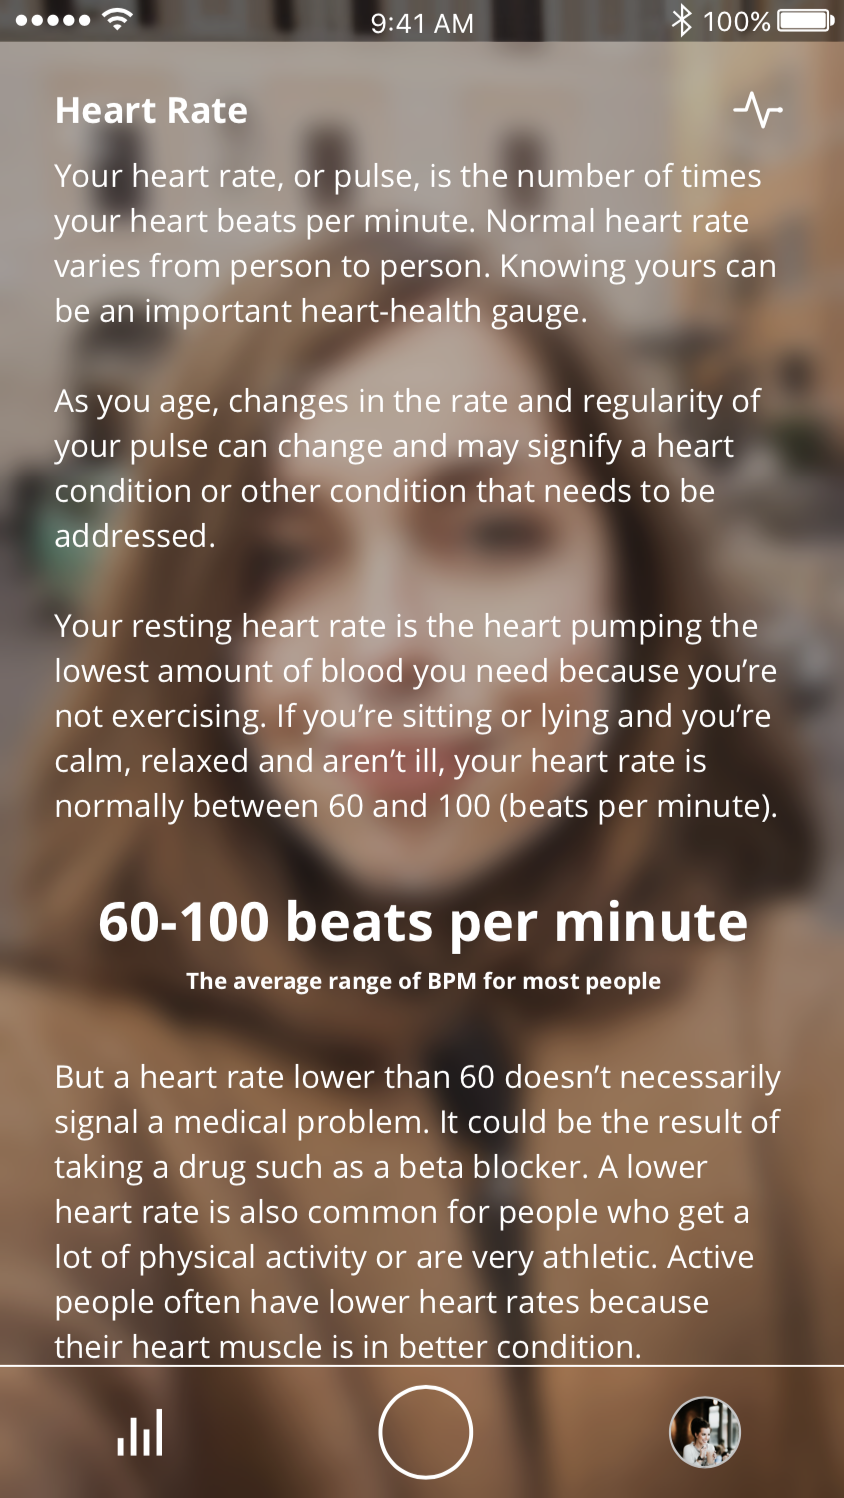 9:41 AM 100%
Heart Rate
Your heart rate, or pulse, is the number of times
your heart beats per minute. Normal heart rate
varies from person to person. Knowing yours can
be an important heart-health gauge.
As you age, changes in the rate and regularity of
your pulse can change and may signify a heart
condition or other condition that needs to be
addressed.
Your resting heart rate is the heart pumping the
lowest amount of blood you need because you’re
not exercising. If you’re sitting or lying and you’re
calm, relaxed and aren’t ill, your heart rate is
normally between 60 and 100 (beats per minute).
60-100 beats per minute
The average range of BPM for most people
But a heart rate lower than 60 doesn’t necessarily
signal a medical problem. It could be the result of
taking a drug such as a beta blocker. A lower
heart rate is also common for people who get a
lot of physical activity or are very athletic. Active
people often have lower heart rates because
their heart muscle is in better condition.